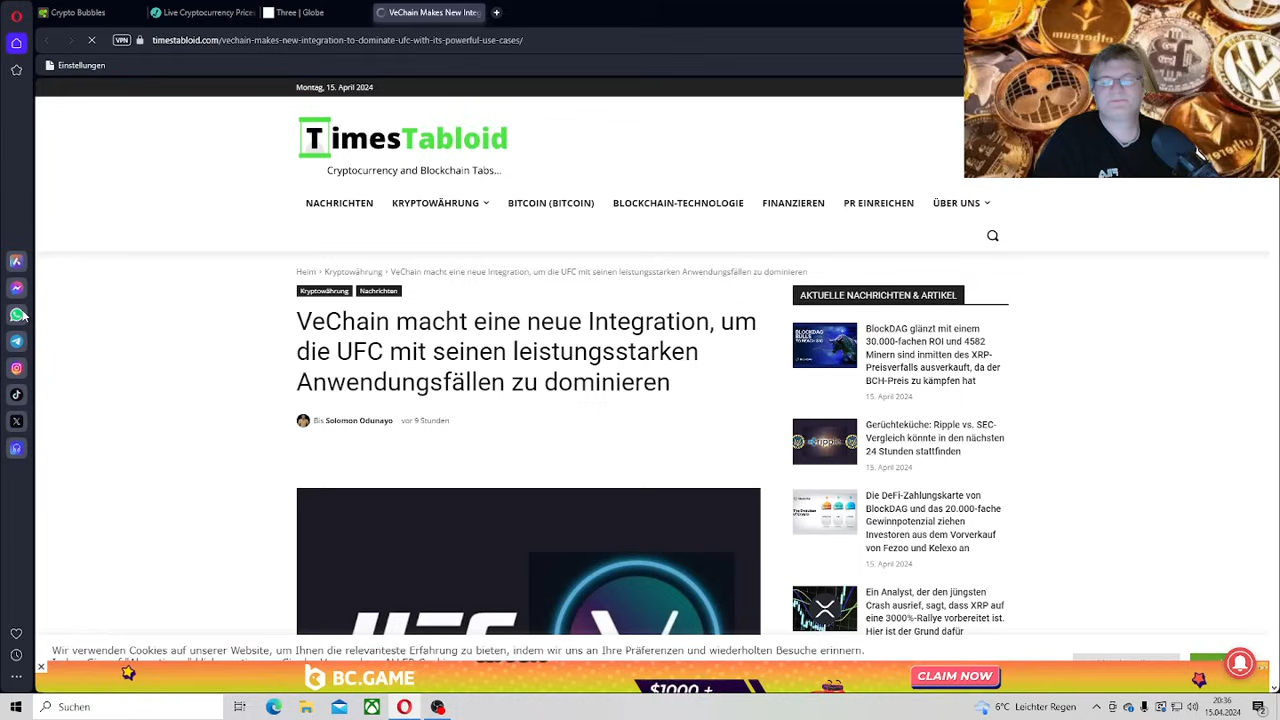 Crypto Bubbles
Live Cryptocurrency Price
Three | Globe
VeChain Makes New Int
VPN
timestabloid.com/vechain-makes-new-integration-to-dominate-ufc-with-its-powerful-use-cases/
Einstellungen
Montag, 15. April 2024
TimesTabloid
Cryptocurrency and Blockchain Tabs...
NACHRICHTEN
KRYPTOWÄHRUNG
BITCOIN (BITCOIN)
BLOCKCHAIN-TECHNOLOGIE
FINANZIEREN
PR EINREICHEN
ÜBER UNS
Heim › Kryptowährung › VeChain macht eine neue Integration, um die UFC mit seinen leistungsstarken Anwendungsfällen zu dominieren
Kryptowährung
Nachrichten
VeChain macht eine neue Integration, um
die UFC mit seinen leistungsstarken
Anwendungsfällen zu dominieren
Bis Solomon Odunayo vor 9 Stunden
UFC
AKTUELLE NACHRICHTEN & ARTIKEL
BlockDAG glänzt mit einem
30.000-fachen ROI und 4582
Minern sind inmitten des XRP-
Preisverfalls ausverkauft, da der
BCH-Preis zu kämpfen hat
15. April 2024
Gerüchteküche: Ripple vs. SEC-
Vergleich könnte in den nächsten
24 Stunden stattfinden
15. April 2024
Die DeFi-Zahlungskarte von
BlockDAG und das 20.000-fache
Gewinnpotenzial ziehen
Investoren aus dem Vorverkauf
von Fezoo und Kelexo an
15. April 2024
Ein Analyst, der den jüngsten
Crash ausrief, sagt, dass XRP auf
eine 3000%-Rallye vorbereitet ist.
Hier ist der Grund dafür
Wir verwenden Cookies auf unserer Website, um Ihnen die relevanteste Erfahrung zu bieten, indem wir uns an Ihre Präferenzen und wiederholten Besuche erinnern.
BC.GAME
$1000 +
CLAIM NOW
Suchen
6°C Leichter Regen
20:36
15.04.2024
2